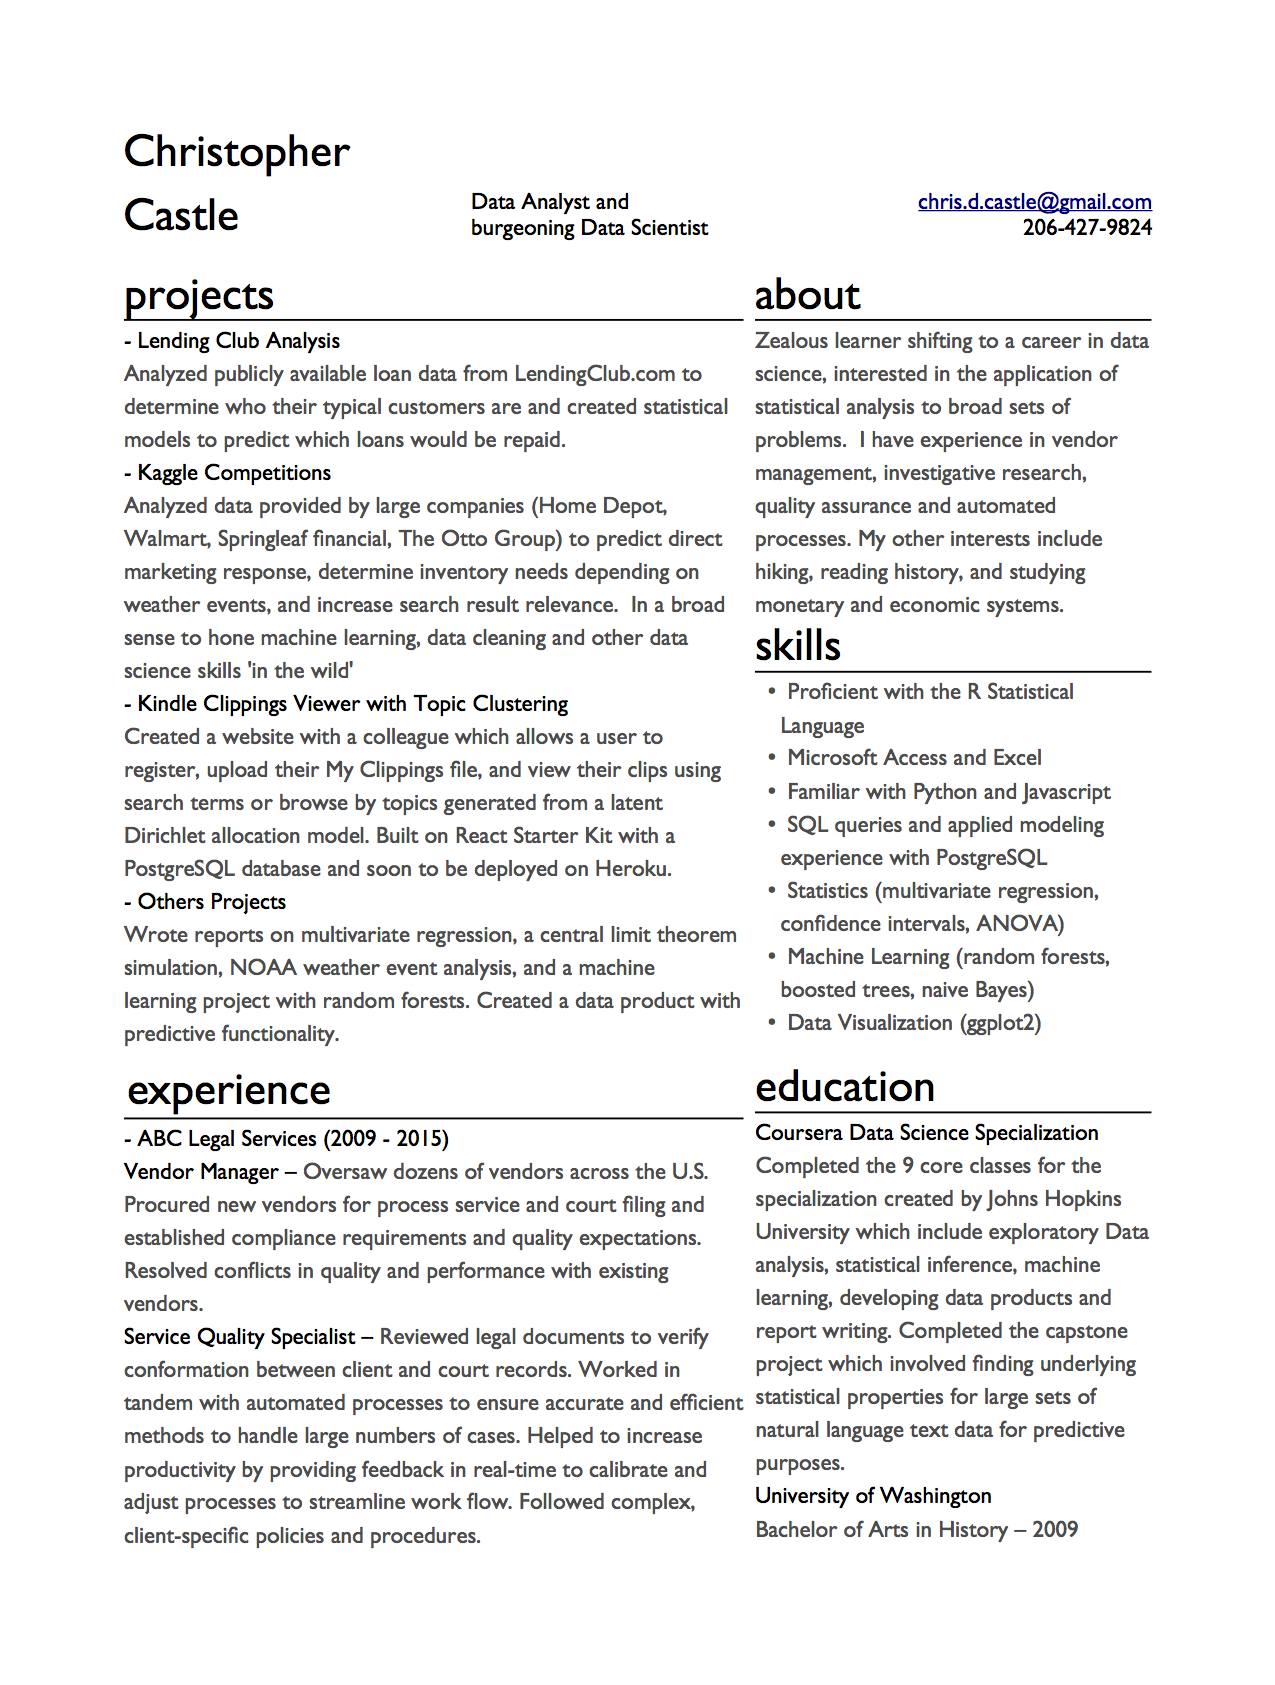 Christopher
Castle
Data Analyst and
burgeoning Data Scientist
chris.d.castle@gmail.com
206-427-9824
projects
- Lending Club Analysis
Analyzed publicly available loan data from LendingClub.com to
determine who their typical customers are and created statistical
models to predict which loans would be repaid.
- Kaggle Competitions
Analyzed data provided by large companies (Home Depot,
Walmart, Springleaf financial, The Otto Group) to predict direct
marketing response, determine inventory needs depending on
weather events, and increase search result relevance.  In a broad
sense to hone machine learning, data cleaning and other data
science skills 'in the wild'
- Kindle Clippings Viewer with Topic Clustering
Created a website with a colleague which allows a user to
register, upload their My Clippings file, and view their clips using
search terms or browse by topics generated from a latent
Dirichlet allocation model. Built on React Starter Kit with a
PostgreSQL database and soon to be deployed on Heroku.
- Others Projects
Wrote reports on multivariate regression, a central limit theorem
simulation, NOAA weather event analysis, and a machine
learning project with random forests. Created a data product with
predictive functionality.
experience
- ABC Legal Services (2009 - 2015)
Vendor Manager – Oversaw dozens of vendors across the U.S.
Procured new vendors for process service and court filing and
established compliance requirements and quality expectations.
Resolved conflicts in quality and performance with existing
vendors.
Service Quality Specialist – Reviewed legal documents to verify
conformation between client and court records. Worked in
tandem with automated processes to ensure accurate and efficient
methods to handle large numbers of cases. Helped to increase
productivity by providing feedback in real-time to calibrate and
adjust processes to streamline work flow. Followed complex,
client-specific policies and procedures.
about
Zealous learner shifting to a career in data
science, interested in the application of
statistical analysis to broad sets of
problems.  I have experience in vendor
management, investigative research,
quality assurance and automated
processes. My other interests include
hiking, reading history, and studying
monetary and economic systems.
skills
• Proficient with the R Statistical
Language
• Microsoft Access and Excel
• Familiar with Python and Javascript
• SQL queries and applied modeling
experience with PostgreSQL
• Statistics (multivariate regression,
confidence intervals, ANOVA)
• Machine Learning (random forests,
boosted trees, naive Bayes)
• Data Visualization (ggplot2)
education
Coursera Data Science Specialization
Completed the 9 core classes for the
specialization created by Johns Hopkins
University which include exploratory Data
analysis, statistical inference, machine
learning, developing data products and
report writing. Completed the capstone
project which involved finding underlying
statistical properties for large sets of
natural language text data for predictive
purposes.
University of Washington
Bachelor of Arts in History – 2009